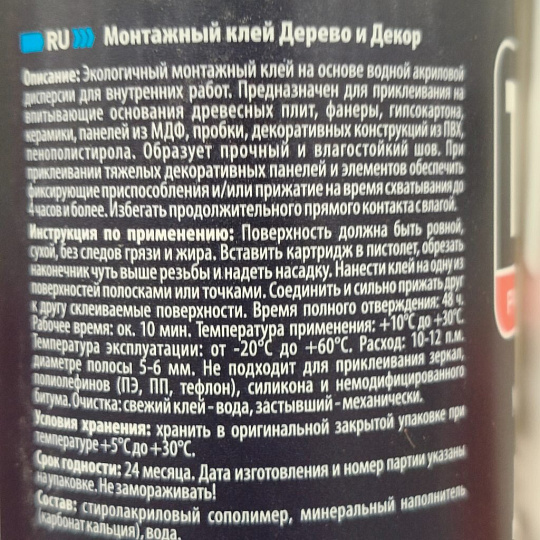 RU Монтажный клей Дерево и Декор
Описание: Экологичный монтажный клей на основе водной акриловой
дисперсии для внутренних работ. Предназначен для приклеивания на
впитывающие основания древесных плит, фанеры, гипсокартона,
керамики, панелей из МДФ, пробки, декоративных конструкций из ПВХ,
пенополистирола. Образует прочный и влагостойкий шов. При
приклеивании тяжелых декоративных панелей и элементов обеспечить
фиксирующие приспособления и/или прижатие на время схватывания до
4 часов и более. Избегать продолжительного прямого контакта с влагой.
Инструкция по применению: Поверхность должна быть ровной,
сухой, без следов грязи и жира. Вставить картридж в пистолет, обрезать
наконечник чуть выше резьбы и надеть насадку. Нанести клей на одну из
поверхностей полосками или точками. Соединить и сильно прижать друг
к другу склеиваемые поверхности. Время полного отверждения: 48 ч.
Рабочее время: ок. 10 мин. Температура применения: +10°C до +30°C.
Температура эксплуатации: от -20°C до +60°C. Расход: 10-12 п.м.
диаметре полосы 5-6 мм. Не подходит для приклеивания зеркал,
полиолефинов (ПЭ, ПП, тефлон), силикона и немодифицированного
битума. Очистка: свежий клей - вода, застывший - механически.
Условия хранения: хранить в оригинальной закрытой упаковке при
температуре +5°C до +30°C.
Срок годности: 24 месяца. Дата изготовления и номер партии указаны
на упаковке. Не замораживать!
Состав: стиролакриловый сополимер, минеральный наполнитель
(карбонат кальция), вода.